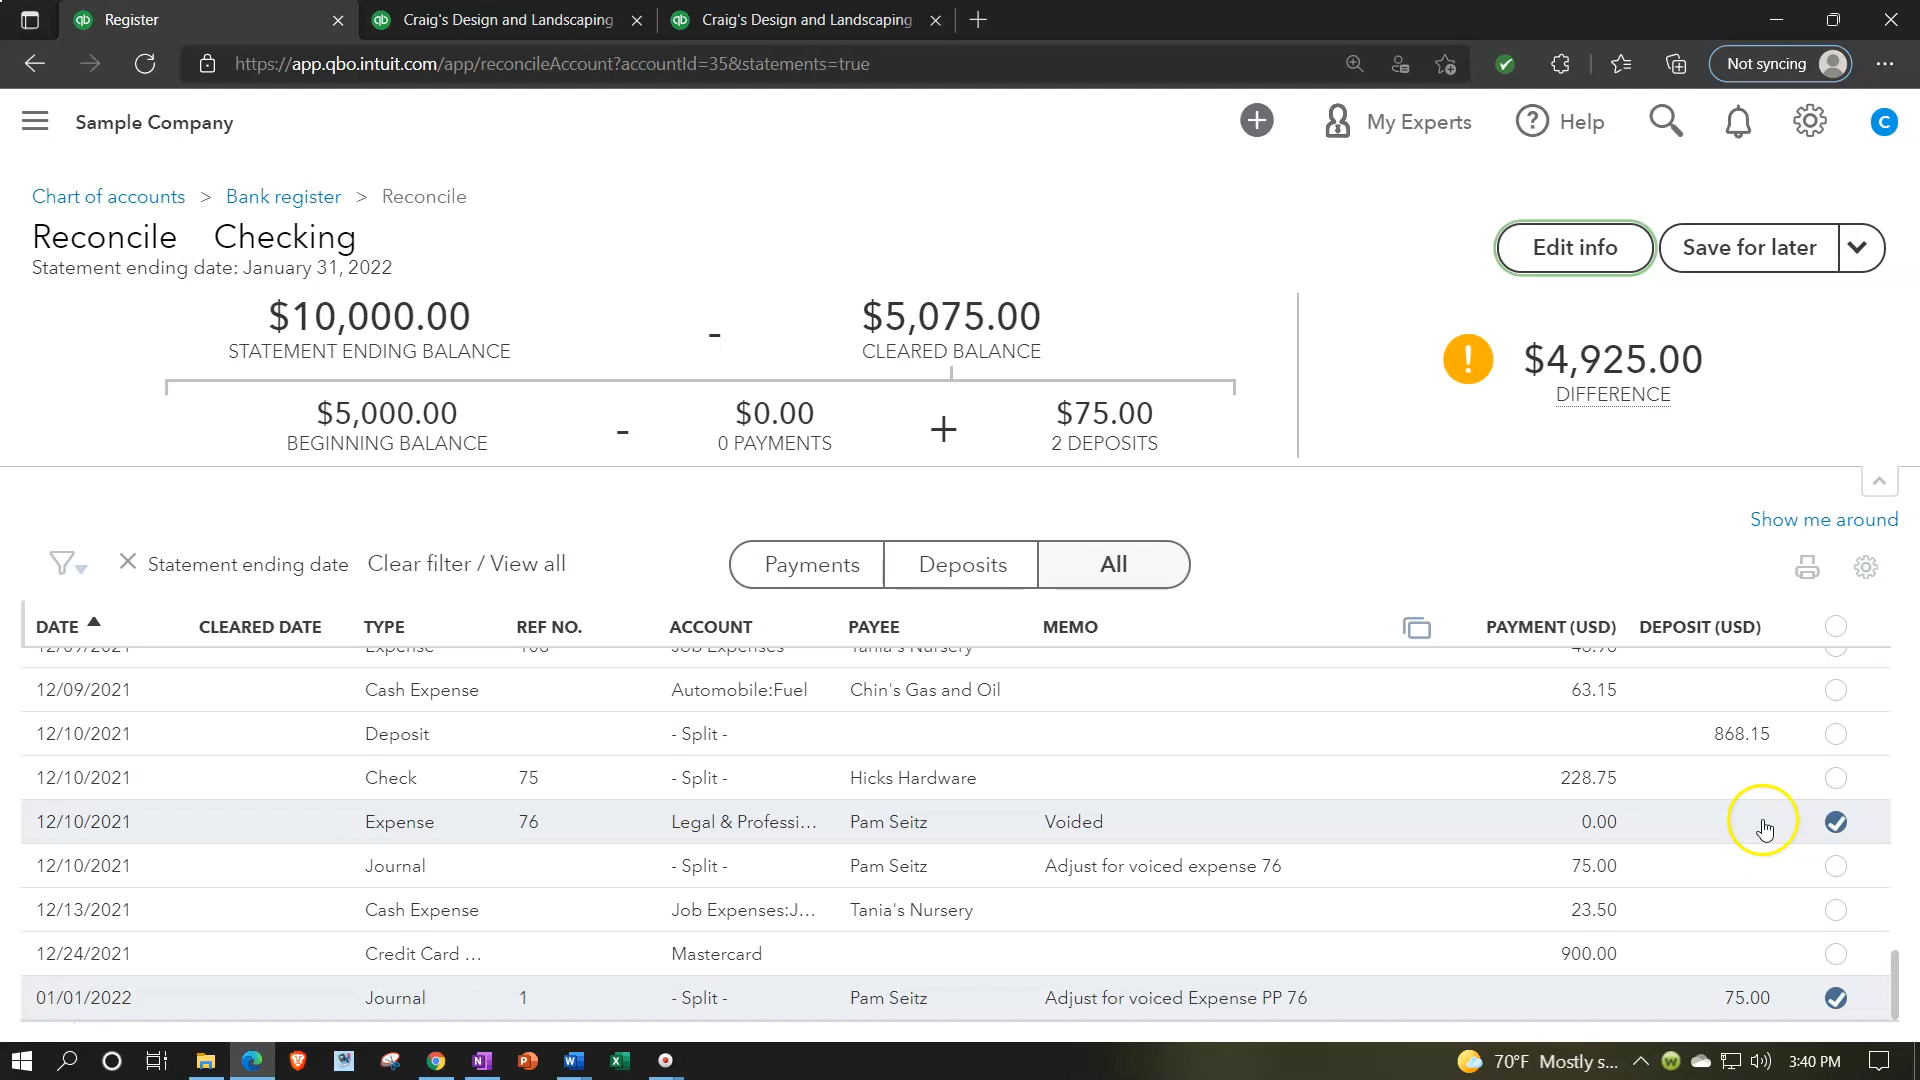 Register
Craig's Design and Landscaping
Craig's Design and Landscaping
https://app.qbo.intuit.com/app/reconcileAccount?accountId=35&statements=true
Not syncing
Sample Company
My Experts
Help
C
Chart of accounts > Bank register > Reconcile
Reconcile Checking
Statement ending date: January 31, 2022
Edit info
Save for later
$10,000.00 - $5,075.00
STATEMENT ENDING BALANCE CLEARED BALANCE
$4,925.00
DIFFERENCE
$5,000.00 - $0.00 + $75.00
BEGINNING BALANCE 0 PAYMENTS 2 DEPOSITS
Show me around
Statement ending date Clear filter / View all
Payments Deposits All
DATE CLEARED DATE TYPE REF NO. ACCOUNT PAYEE MEMO PAYMENT (USD) DEPOSIT (USD)
12/09/2021 Expense Job Expenses Tania's Nursery
12/09/2021 Cash Expense Automobile:Fuel Chin's Gas and Oil 63.15
12/10/2021 Deposit - Split - 868.15
12/10/2021 Check 75 - Split - Hicks Hardware 228.75
12/10/2021 Expense 76 Legal & Professi... Pam Seitz Voided 0.00
12/10/2021 Journal - Split - Pam Seitz Adjust for voiced expense 76 75.00
12/13/2021 Cash Expense Job Expenses:J... Tania's Nursery 23.50
12/24/2021 Credit Card ... Mastercard 900.00
01/01/2022 Journal 1 - Split - Pam Seitz Adjust for voiced Expense PP 76 75.00
70°F Mostly s... 3:40 PM